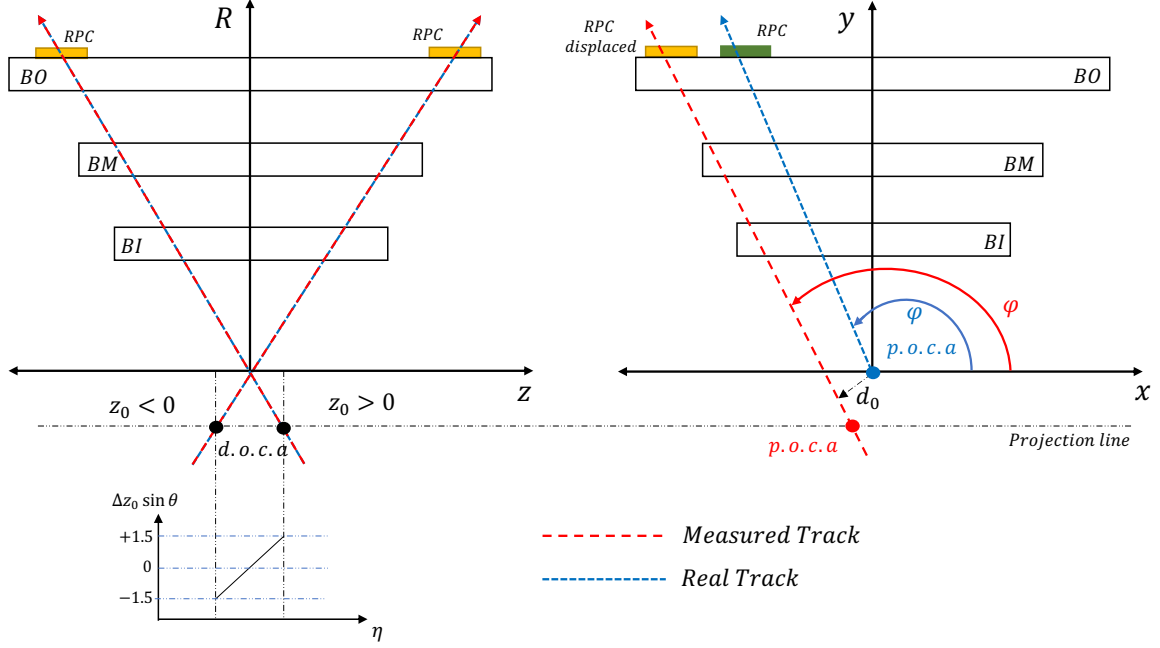 R
RPC
RPC
BO
BM
BI
z
z₀ < 0
z₀ > 0
d.o.c.a
Δz₀ sin θ
+1.5
0
−1.5
η
y
RPC
displaced
RPC
BO
BM
BI
φ
φ
p.o.c.a
d₀
x
p.o.c.a
Projection line
Measured Track
Real Track